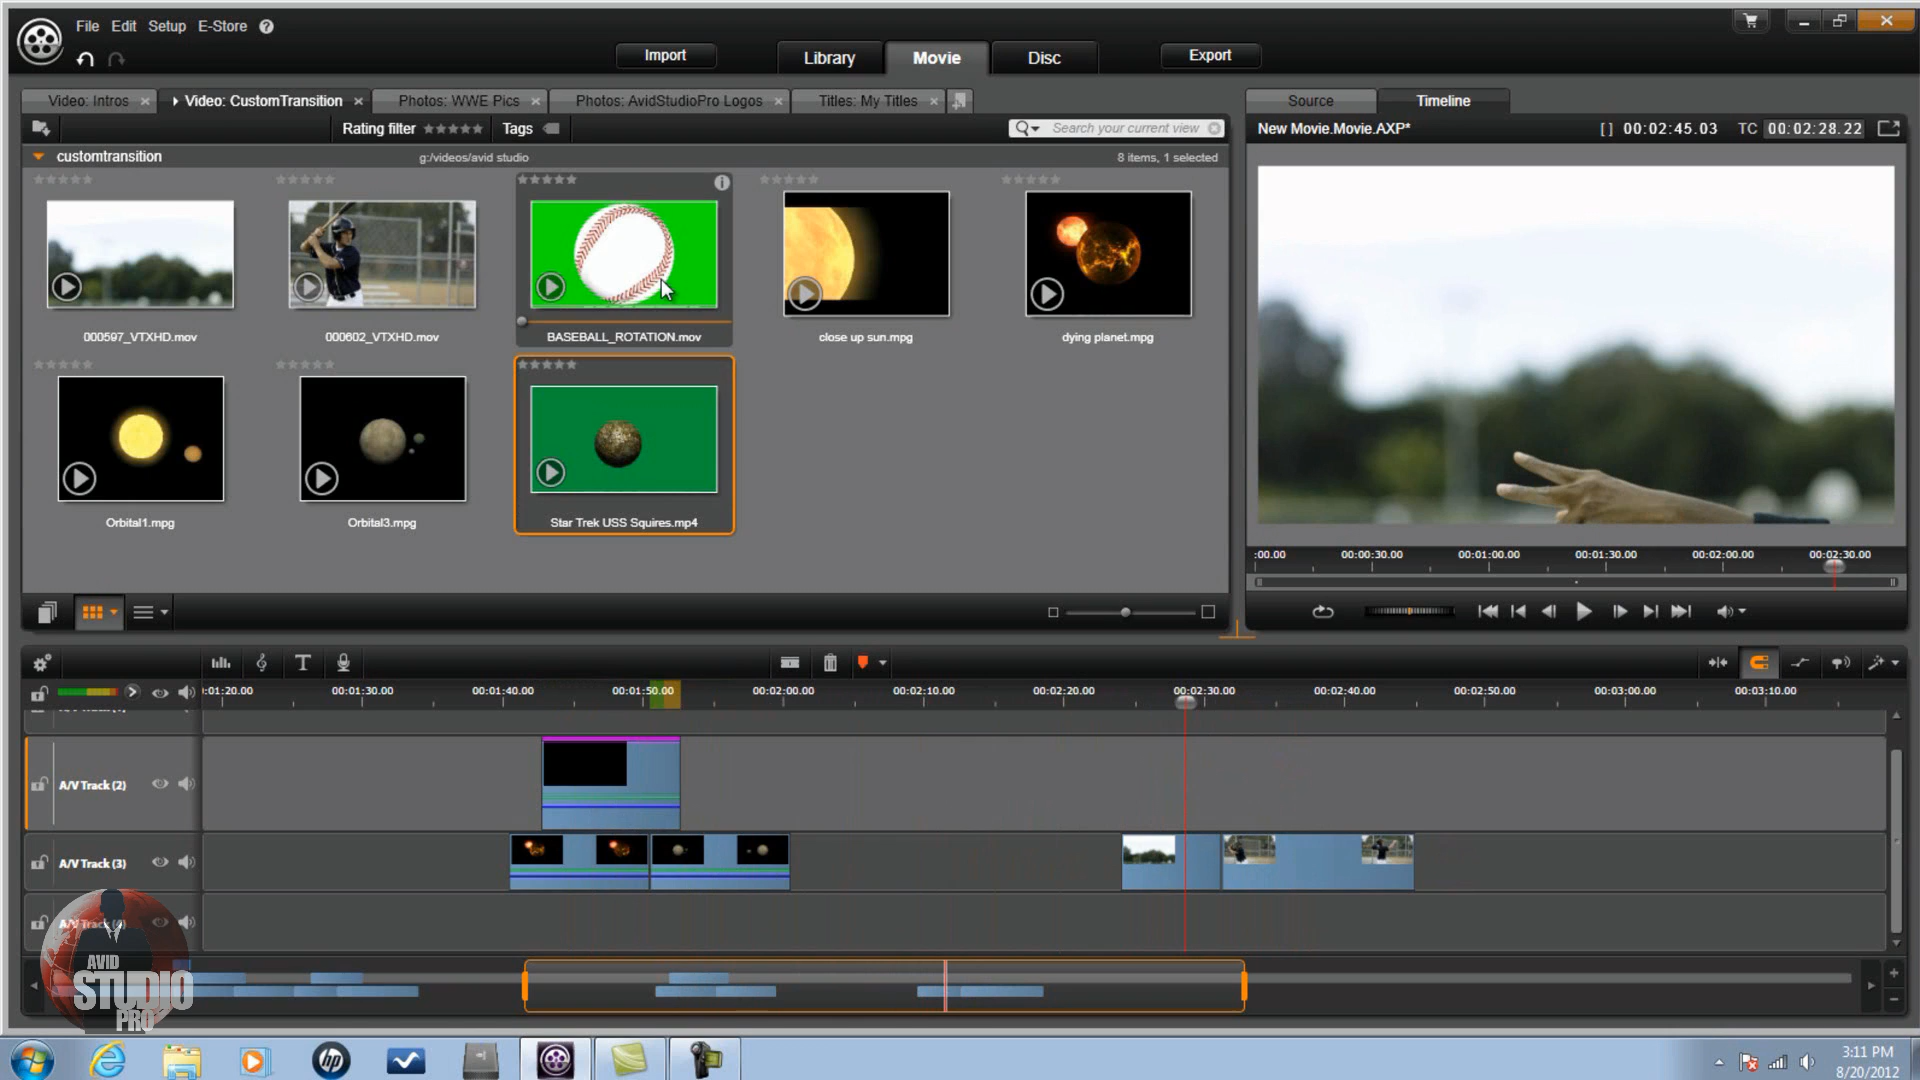 File Edit Setup E-Store ?
Import Library Movie Disc Export
Video: Intros Video: CustomTransition Photos: WWE Pics Photos: AvidStudioPro Logos Titles: My Titles Source Timeline
Rating filter Tags Search your current view New Movie.Movie.AXP* [] 00:02:45.03 TC 00:02:28.22
customtransition g:/videos/avid studio 8 items, 1 selected
000597_VTXHD.mov 000602_VTXHD.mov BASEBALL_ROTATION.mov close up sun.mpg dying planet.mpg
Orbital1.mpg Orbital3.mpg Star Trek USS Squires.mp4
:00.00 00:00:30.00 00:01:00.00 00:01:30.00 00:02:00.00 00:02:30.00
:01:20.00 00:01:30.00 00:01:40.00 00:01:50.00 00:02:00.00 00:02:10.00 00:02:20.00 00:02:30.00 00:02:40.00 00:02:50.00 00:03:00.00 00:03:10.00
A/V Track (2)
A/V Track (3)
A/V Track (4)
AVID
STUDIO
PRO
hp
3:11 PM
8/20/2012